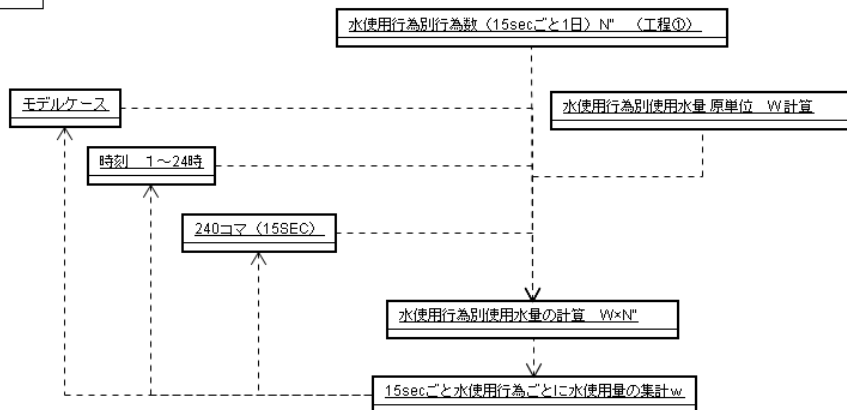 水使用行為別行為数（15secごと1日）N"　（工程①）
モデルケース
水使用行為別使用水量 原単位　W計算
時刻　1～24時
240コマ（15SEC）
水使用行為別使用水量の計算　W×N"
15secごと水使用行為ごとに水使用量の集計w